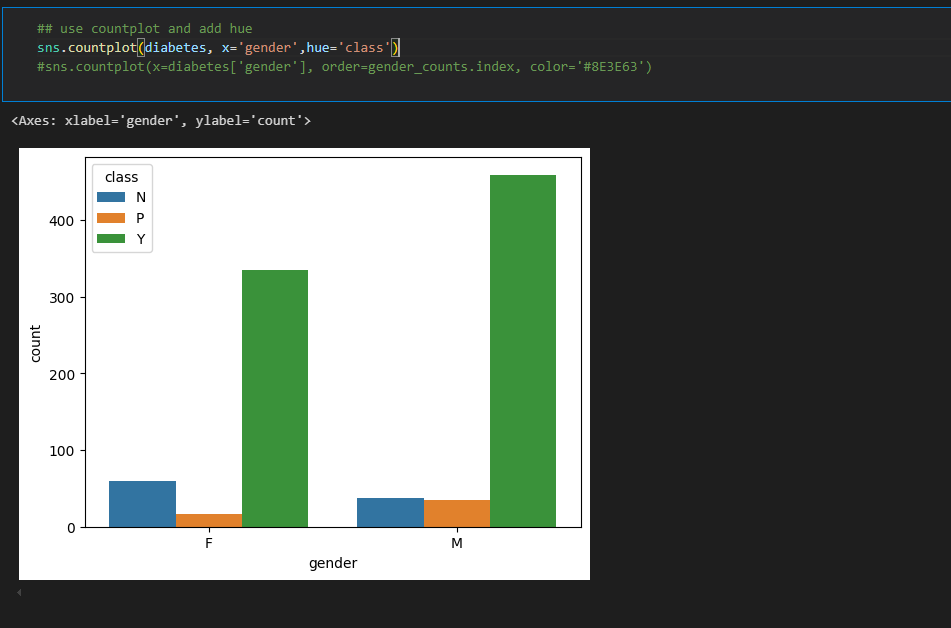 ## use countplot and add hue
sns.countplot(diabetes, x='gender',hue='class')
#sns.countplot(x=diabetes['gender'], order=gender_counts.index, color='#8E3E63')
<Axes: xlabel='gender', ylabel='count'>
class
N
P
Y
400
300
200
100
0
count
F M
gender